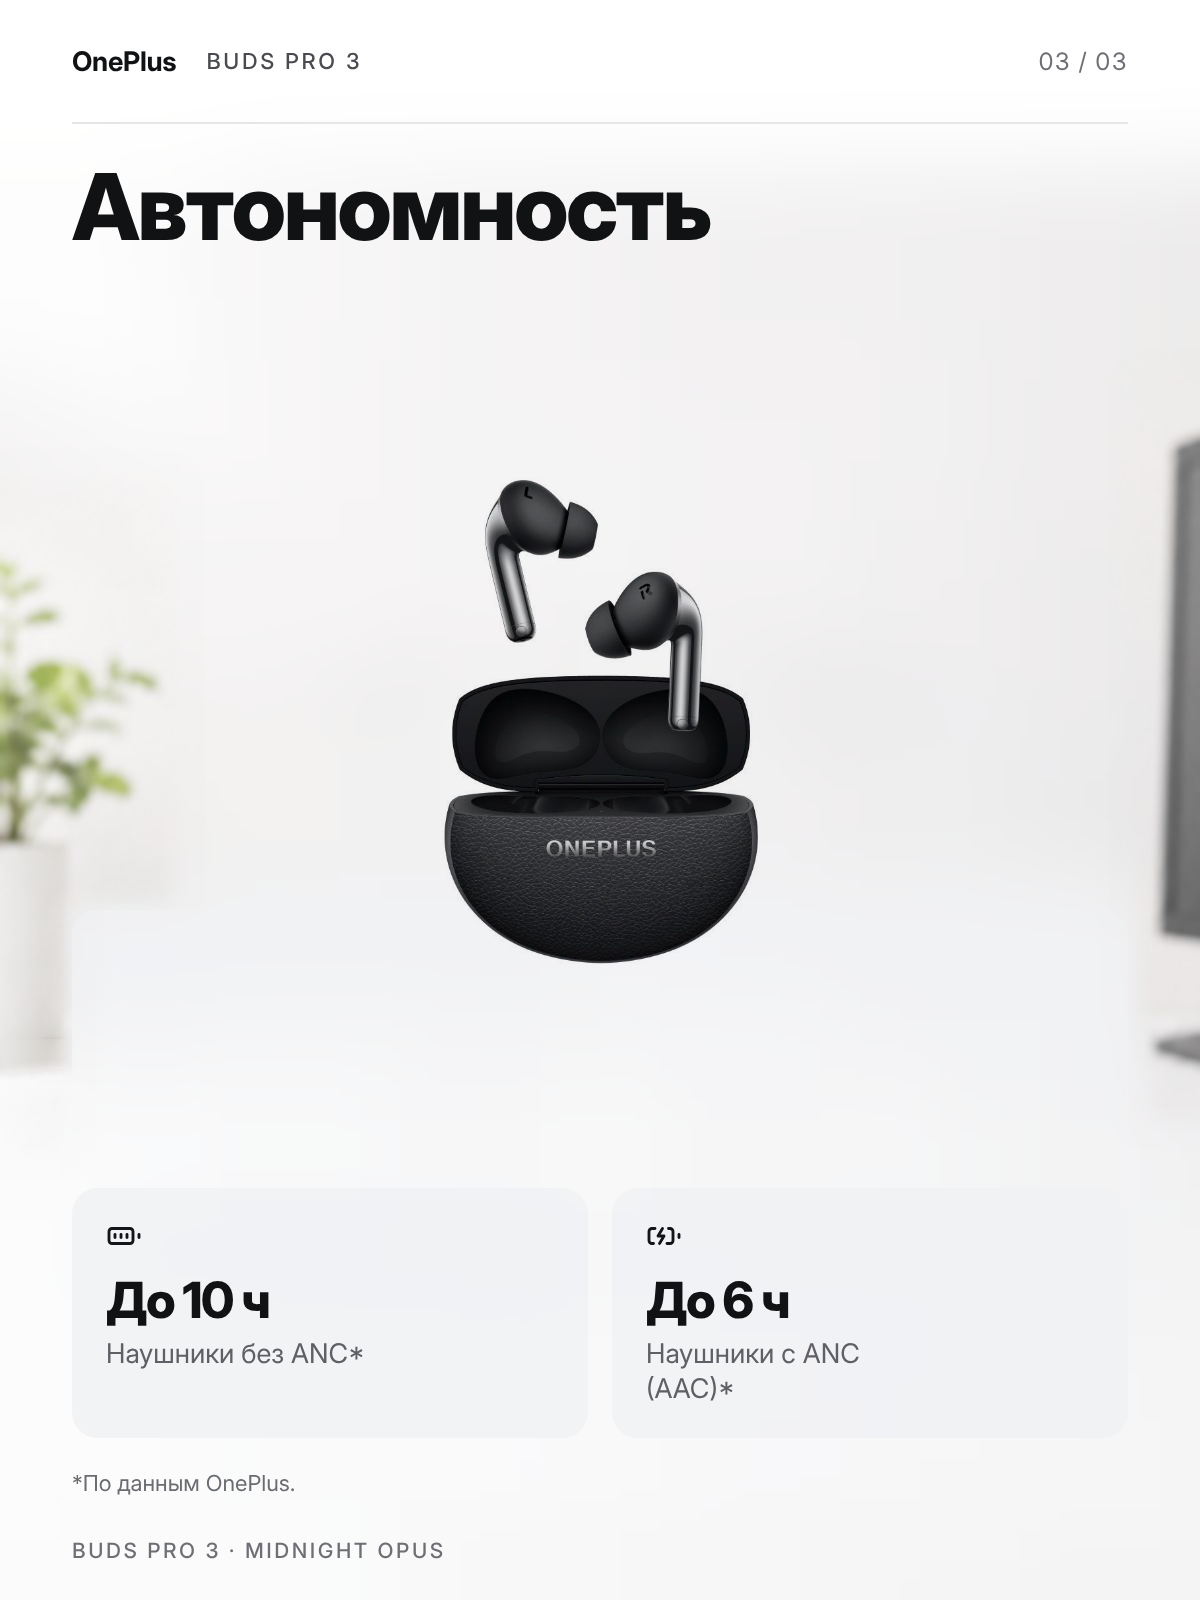 OnePlus BUDS PRO 3 03 / 03
Автономность
L
R
ONEPLUS
До 10 ч
Наушники без ANC*
До 6 ч
Наушники с ANC
(AAC)*
*По данным OnePlus.
BUDS PRO 3 · MIDNIGHT OPUS